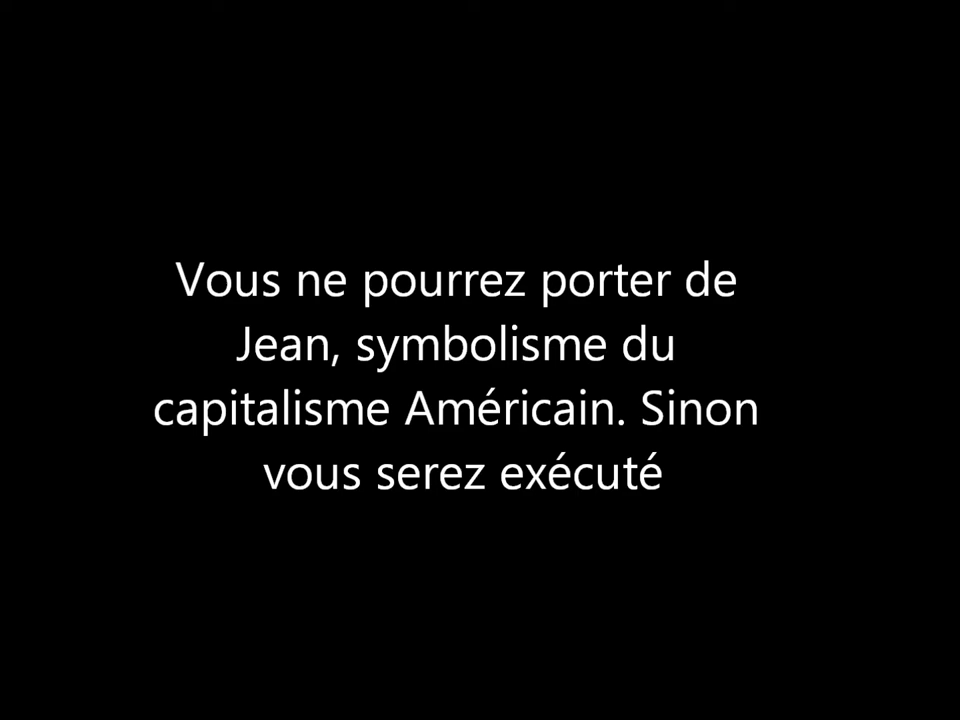 Vous ne pourrez porter de
Jean, symbolisme du
capitalisme Américain. Sinon
vous serez exécuté